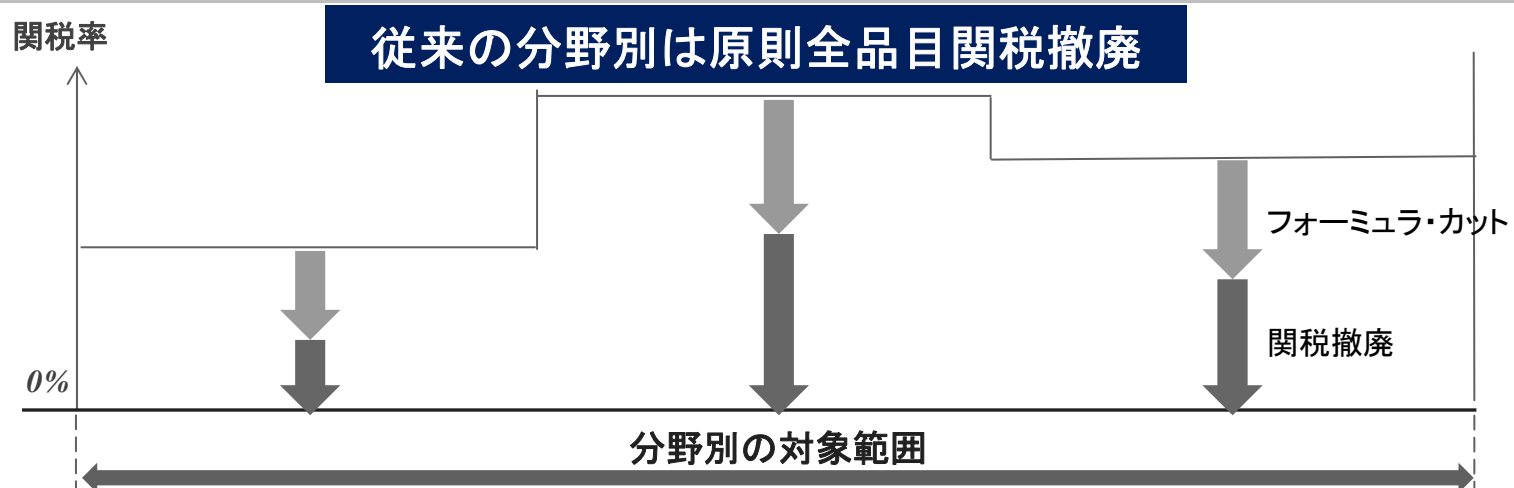 関税率
従来の分野別は原則全品目関税撤廃
フォーミュラ・カット
関税撤廃
0%
分野別の対象範囲